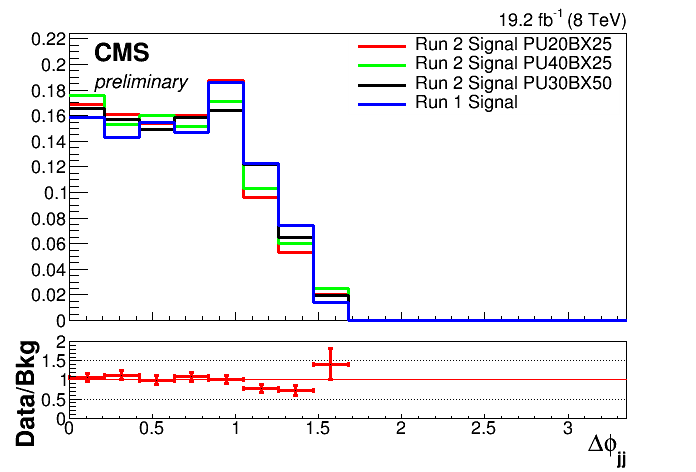 19.2 fb⁻¹ (8 TeV)
CMS
preliminary
Run 2 Signal PU20BX25
Run 2 Signal PU40BX25
Run 2 Signal PU30BX50
Run 1 Signal
0.22
0.2
0.18
0.16
0.14
0.12
0.1
0.08
0.06
0.04
0.02
0
Data/Bkg
2
1.5
1
0.5
0
0 0.5 1 1.5 2 2.5 3
Δϕjj